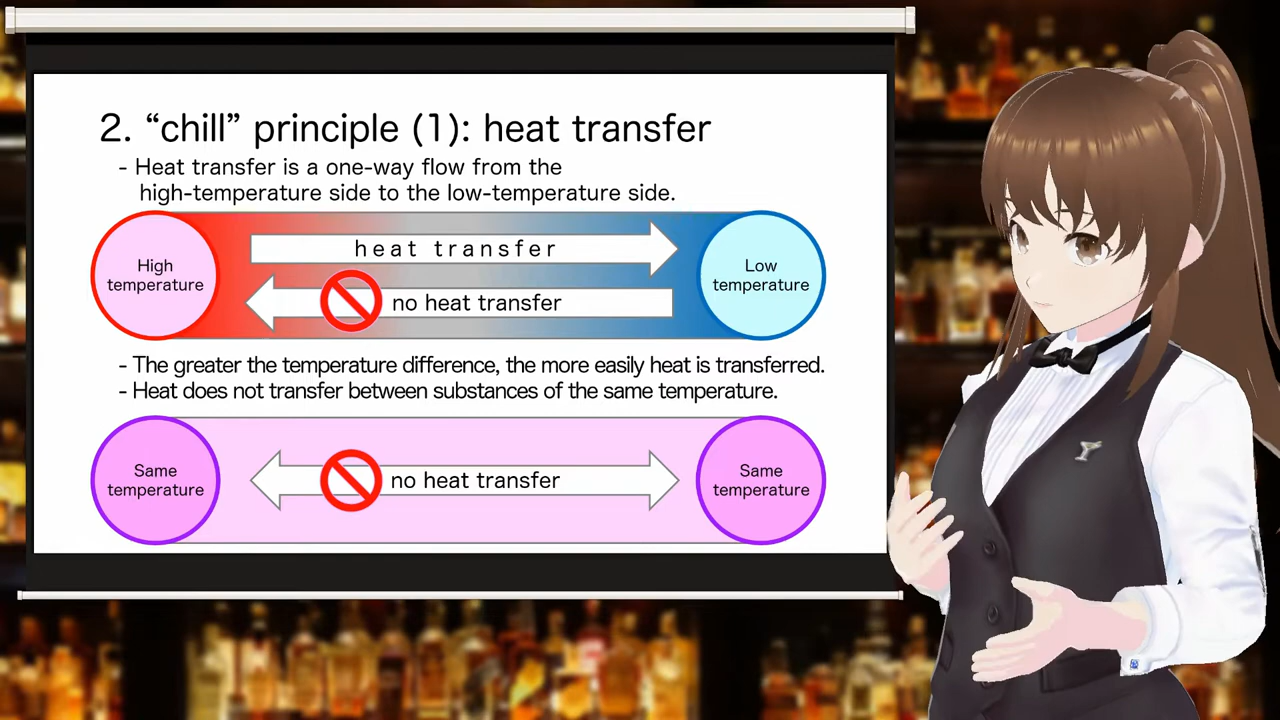 2. “chill” principle (1): heat transfer
- Heat transfer is a one-way flow from the
high-temperature side to the low-temperature side.
High
temperature
heat transfer
no heat transfer
Low
temperature
- The greater the temperature difference, the more easily heat is transferred.
- Heat does not transfer between substances of the same temperature.
Same
temperature
no heat transfer
Same
temperature